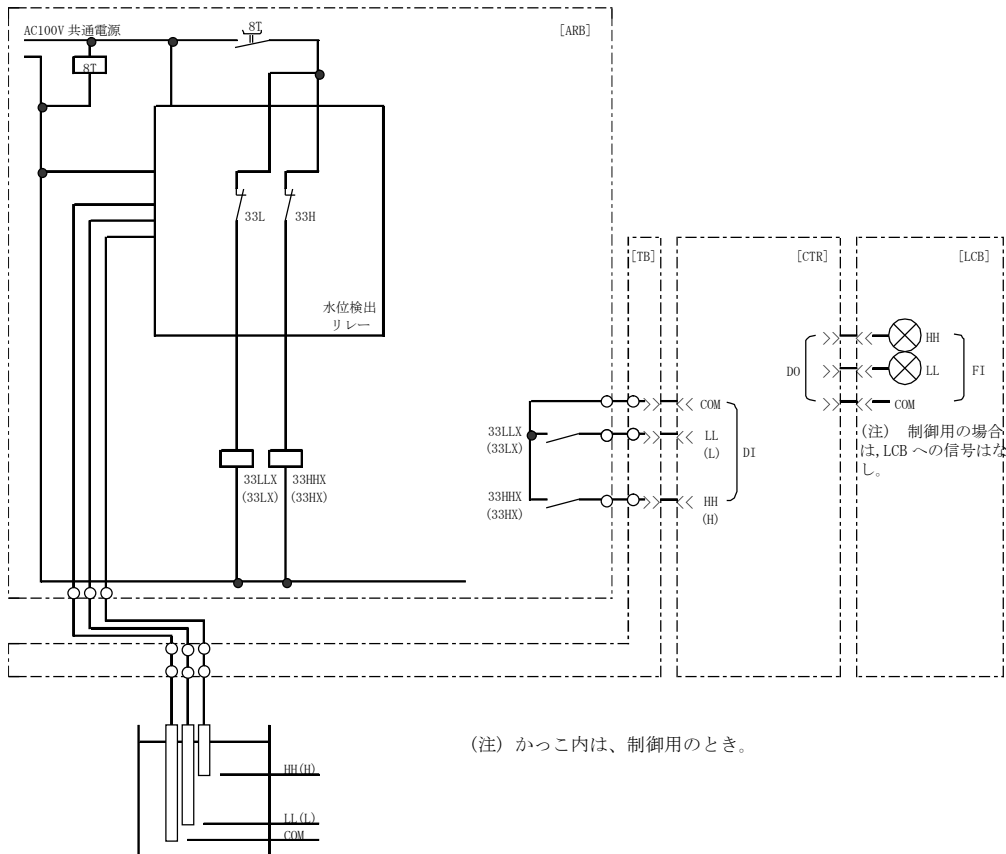 AC100V 共通電源
8T
[ARB]
8T
33L
33H
水位検出
リレー
33LLX
(33LX)
33HHX
(33HX)
33LLX
(33LX)
33HHX
(33HX)
[TB]
[CTR]
COM
LL
(L)
HH
(H)
DI
DO
[LCB]
HH
LL
COM
FI
(注) 制御用の場合
は,LCB への信号はな
し。
(注) かっこ内は、制御用のとき。
HH(H)
LL(L)
COM